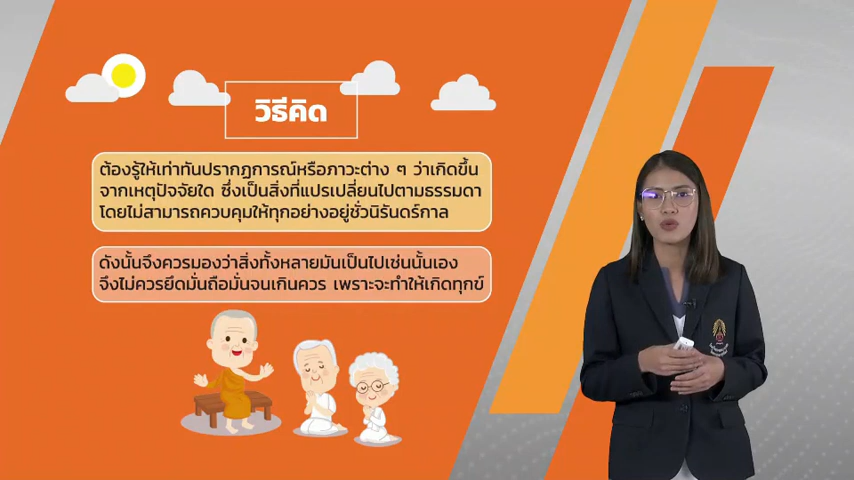 วิธีคิด
ต้องรู้ให้เท่าทันปรากฏการณ์หรือภาวะต่าง ๆ ว่าเกิดขึ้น
จากเหตุปัจจัยใด ซึ่งเป็นสิ่งที่แปรเปลี่ยนไปตามธรรมดา
โดยไม่สามารถควบคุมให้ทุกอย่างอยู่ชั่วนิรันดร์กาล
ดังนั้นจึงควรมองว่าสิ่งทั้งหลายมันเป็นไปเช่นนั้นเอง
จึงไม่ควรยึดมั่นถือมั่นจนเกินควร เพราะจะทำให้เกิดทุกข์